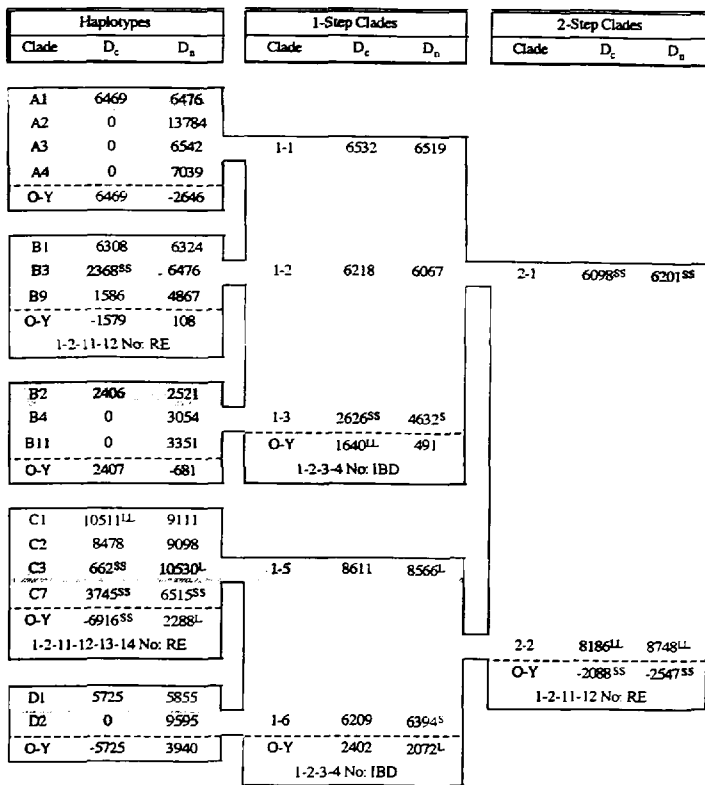 Haplotypes 1-Step Clades 2-Step Clades
Clade Dc Dn Clade Dc Dn Clade Dc Dn
A1 6469 6476
A2 0 13784
A3 0 6542
1-1 6532 6519
A4 0 7039
O-Y 6469 -2646
B1 6308 6324
B3 2368SS 6476
1-2 6218 6067
2-1 6098SS 6201SS
B9 1586 4867
O-Y -1579 108
1-2-11-12 No: RE
B2 2406 2521
B4 0 3054
1-3 2626SS 4632S
B11 0 3351
O-Y 1640LL 491
O-Y 2407 -681
1-2-3-4 No: IBD
C1 10511LL 9111
C2 8478 9098
C3 662SS 10530L
1-5 8611 8566L
C7 3745SS 6515SS
O-Y -6916SS 2288L
1-2-11-12-13-14 No: RE
2-2 8186LL 8748LL
O-Y -2088SS -2547SS
1-2-11-12 No: RE
D1 5725 5855
D2 0 9595
1-6 6209 6394S
O-Y -5725 3940
O-Y 2402 2072L
1-2-3-4 No: IBD